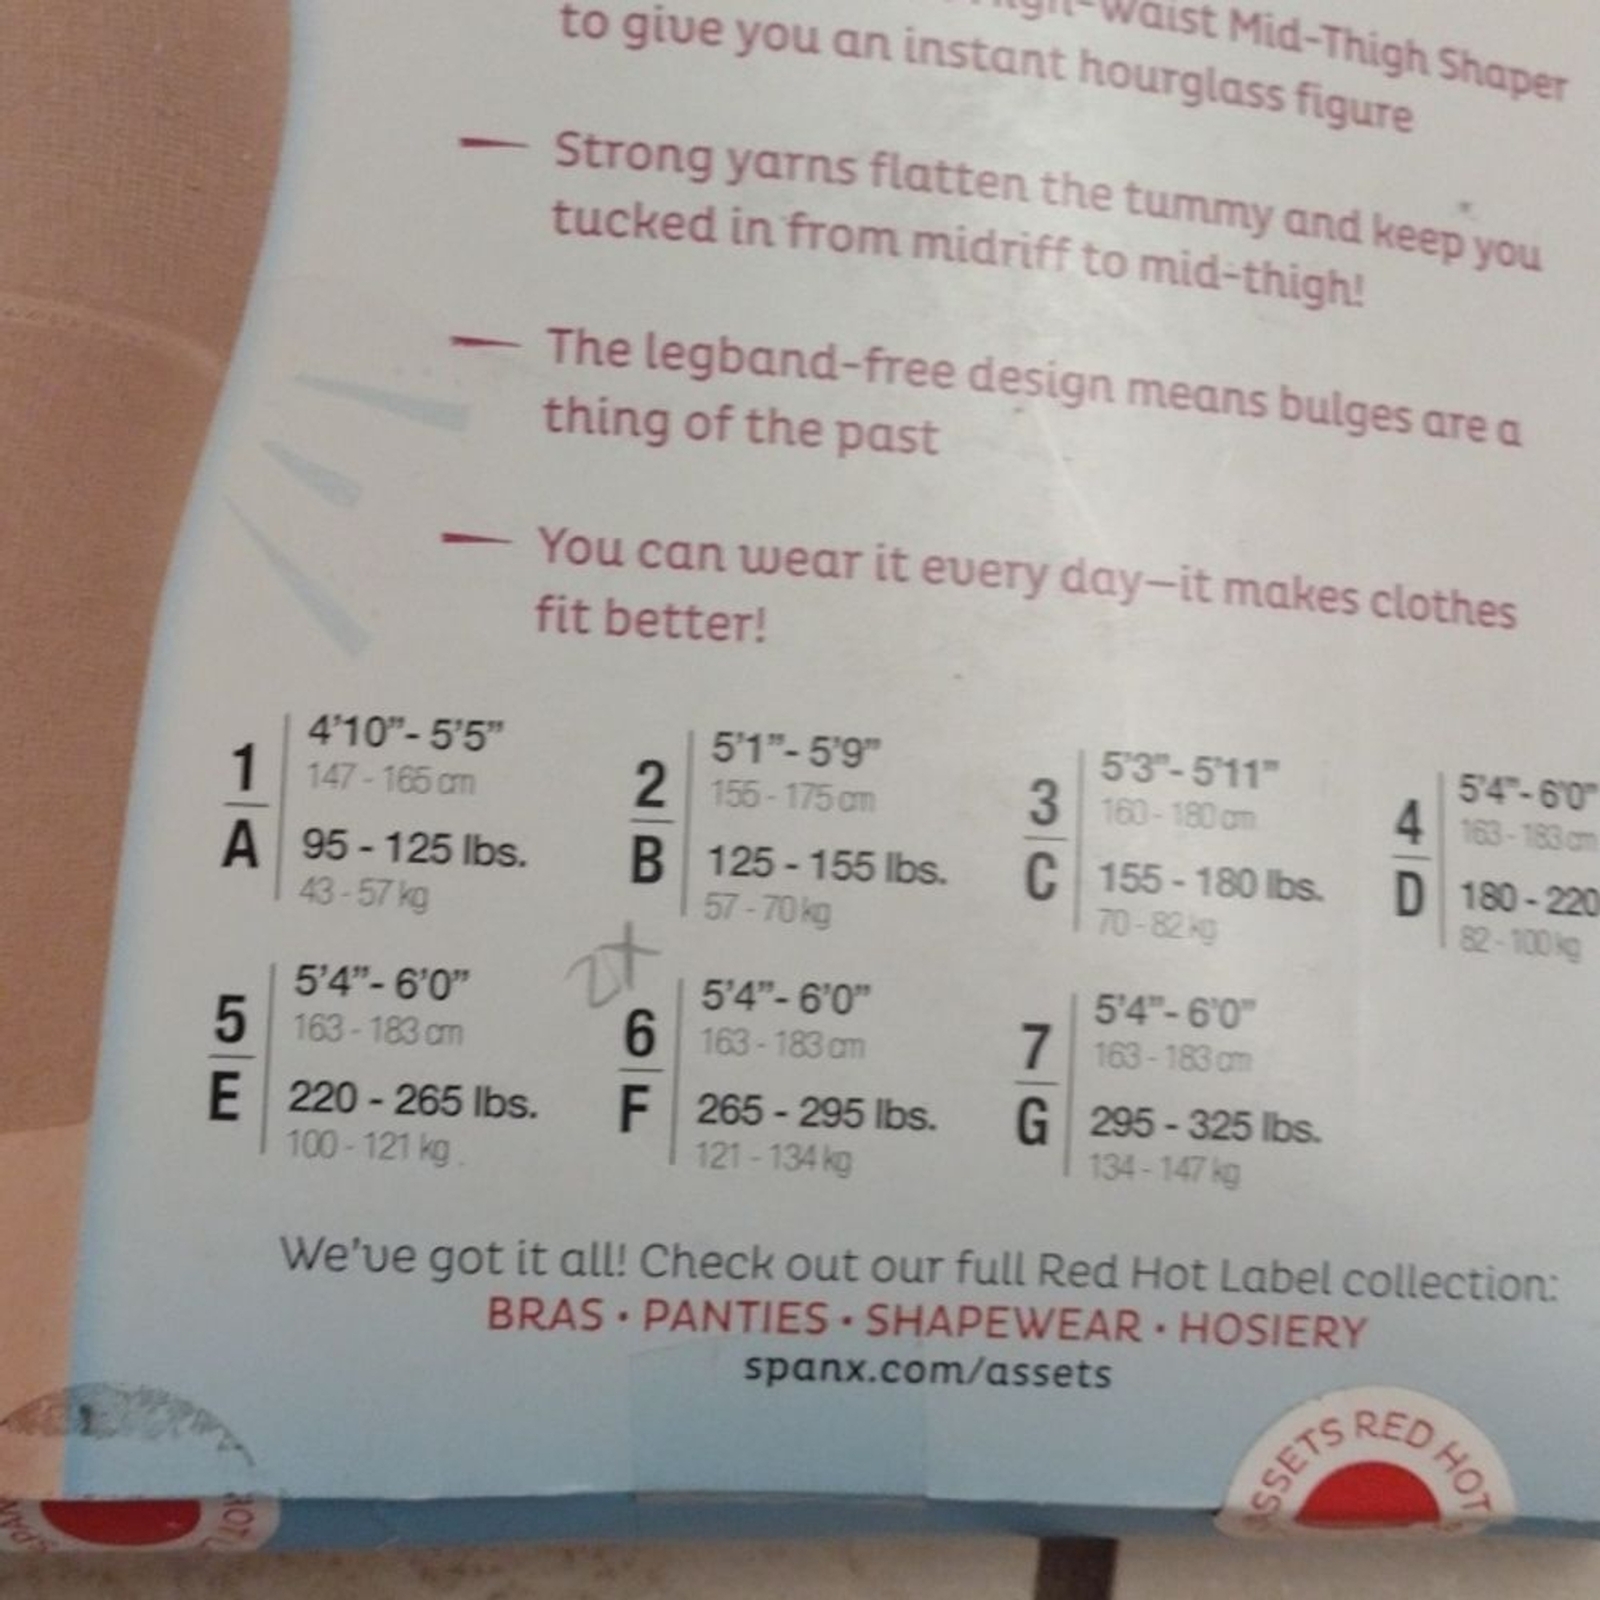 -Waist Mid-Thigh Shaper
to give you an instant hourglass figure
Strong yarns flatten the tummy and keep you
tucked in from midriff to mid-thigh!
The legband-free design means bulges are a
thing of the past
You can wear it every day—it makes clothes
fit better!
1
A
4'10"- 5'5"
147 - 165 cm
95 - 125 lbs.
43 - 57 kg
2
B
5'1"- 5'9"
155 - 175 cm
125 - 155 lbs.
57 - 70 kg
3
C
5'3"- 5'11"
160 - 180 cm
155 - 180 lbs.
70 - 82 kg
4
D
5'4"- 6'0"
163 - 183 cm
180 - 220
82 - 100 kg
5
E
5'4"- 6'0"
163 - 183 cm
220 - 265 lbs.
100 - 121 kg
6
F
5'4"- 6'0"
163 - 183 cm
265 - 295 lbs.
121 - 134 kg
7
G
5'4"- 6'0"
163 - 183 cm
295 - 325 lbs.
134 - 147 kg
We've got it all! Check out our full Red Hot Label collection:
BRAS • PANTIES • SHAPEWEAR • HOSIERY
spanx.com/assets
ASSETS RED HOT